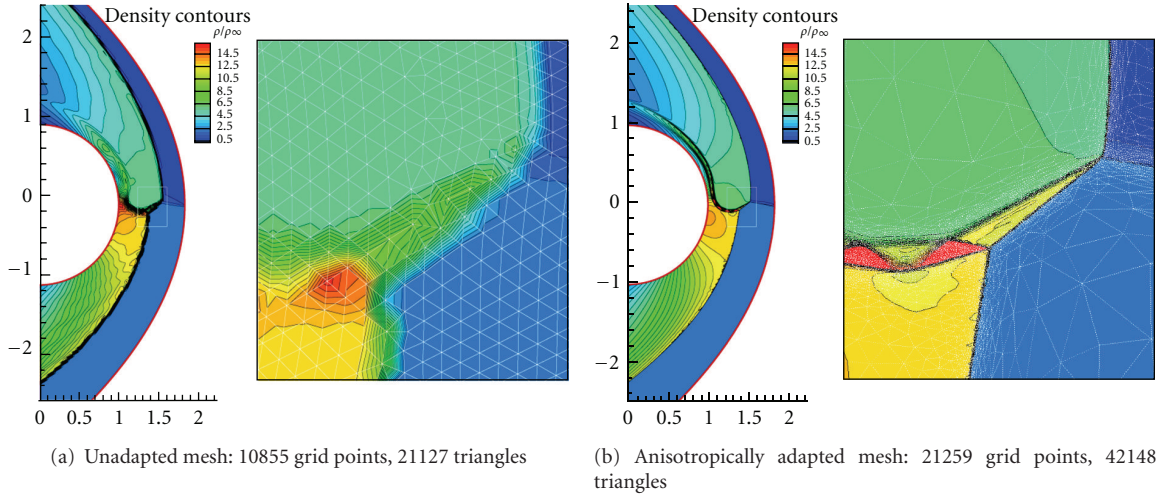 Density contours
ρ/ρ∞
14.5
12.5
10.5
8.5
6.5
4.5
2.5
0.5
2
1
0
−1
−2
0 0.5 1 1.5 2
(a) Unadapted mesh: 10855 grid points, 21127 triangles
Density contours
ρ/ρ∞
14.5
12.5
10.5
8.5
6.5
4.5
2.5
0.5
2
1
0
−1
−2
0 0.5 1 1.5 2
(b) Anisotropically adapted mesh: 21259 grid points, 42148
triangles